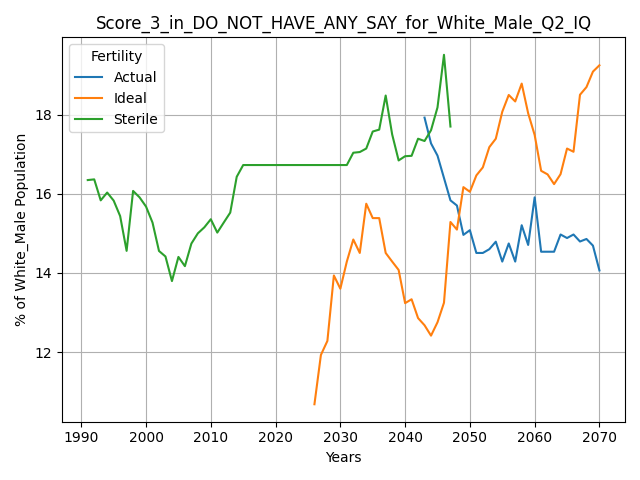 Score_3_in_DO_NOT_HAVE_ANY_SAY_for_White_Male_Q2_IQ
Fertility
Actual
Ideal
Sterile
% of White_Male Population
18
16
14
12
1990 2000 2010 2020 2030 2040 2050 2060 2070
Years